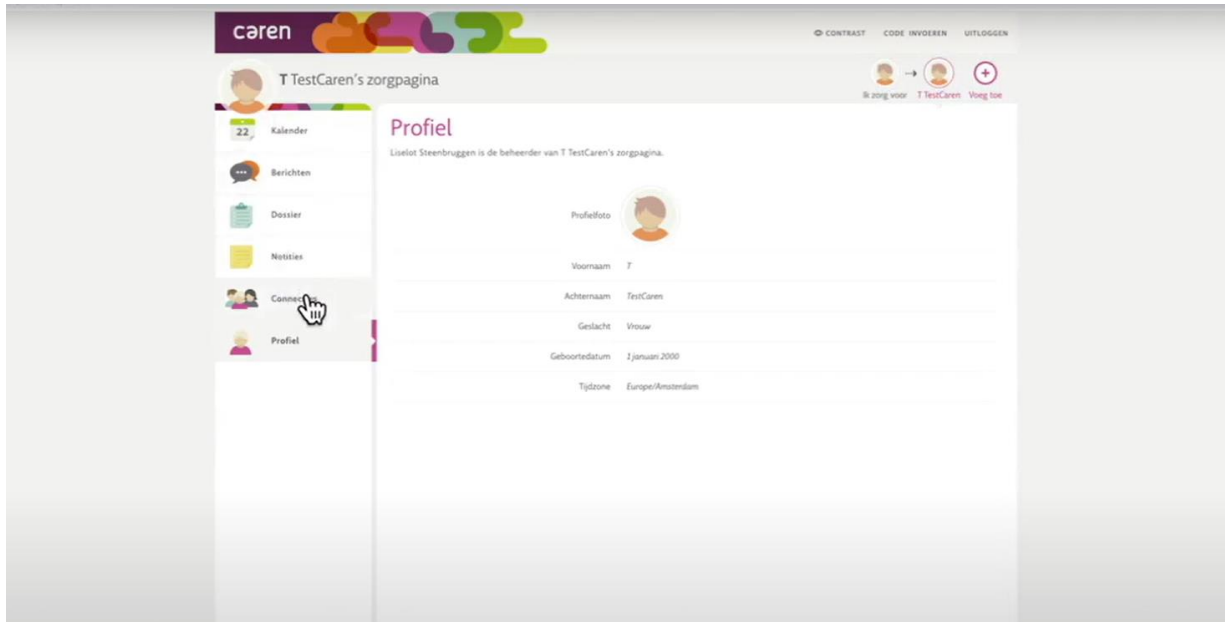 caren
CONTRAST CODE INVOEREN UITLOGGEN
T TestCaren's zorgpagina
Ik zorg voor T TestCaren Voeg toe
22 Kalender
Berichten
Dossier
Notities
Profiel
Profiel
Liselot Steenbruggen is de beheerder van T TestCaren's zorgpagina.
Profielfoto
Voornaam T
Achternaam TestCaren
Geslacht Vrouw
Geboortedatum 1 januari 2000
Tijdzone Europe/Amsterdam